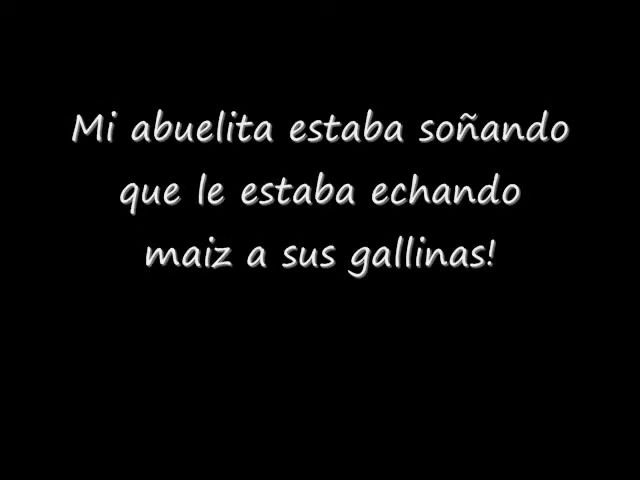 Mi abuelita estaba soñando
que le estaba echando
maiz a sus gallinas!